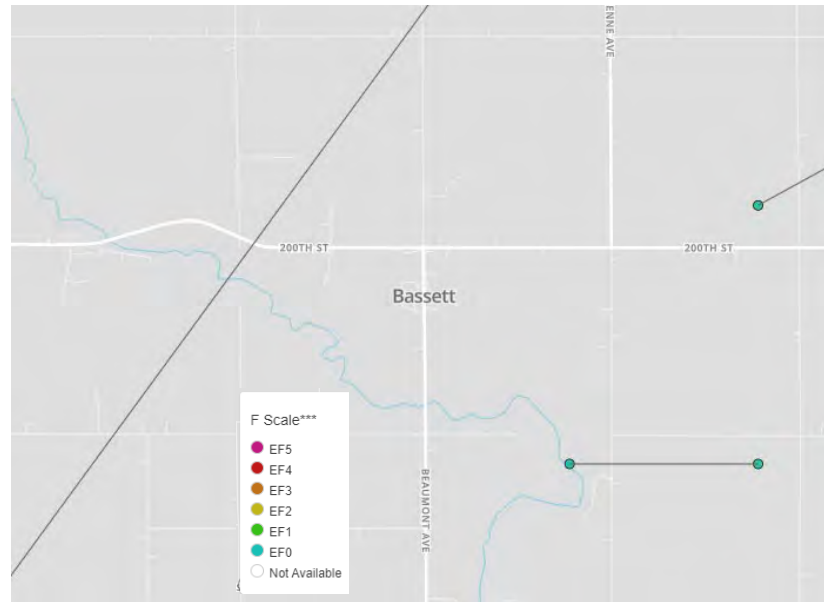 ENNE AVE
200TH ST
200TH ST
Bassett
BEAUMONT AVE
F Scale***
EF5
EF4
EF3
EF2
EF1
EF0
Not Available